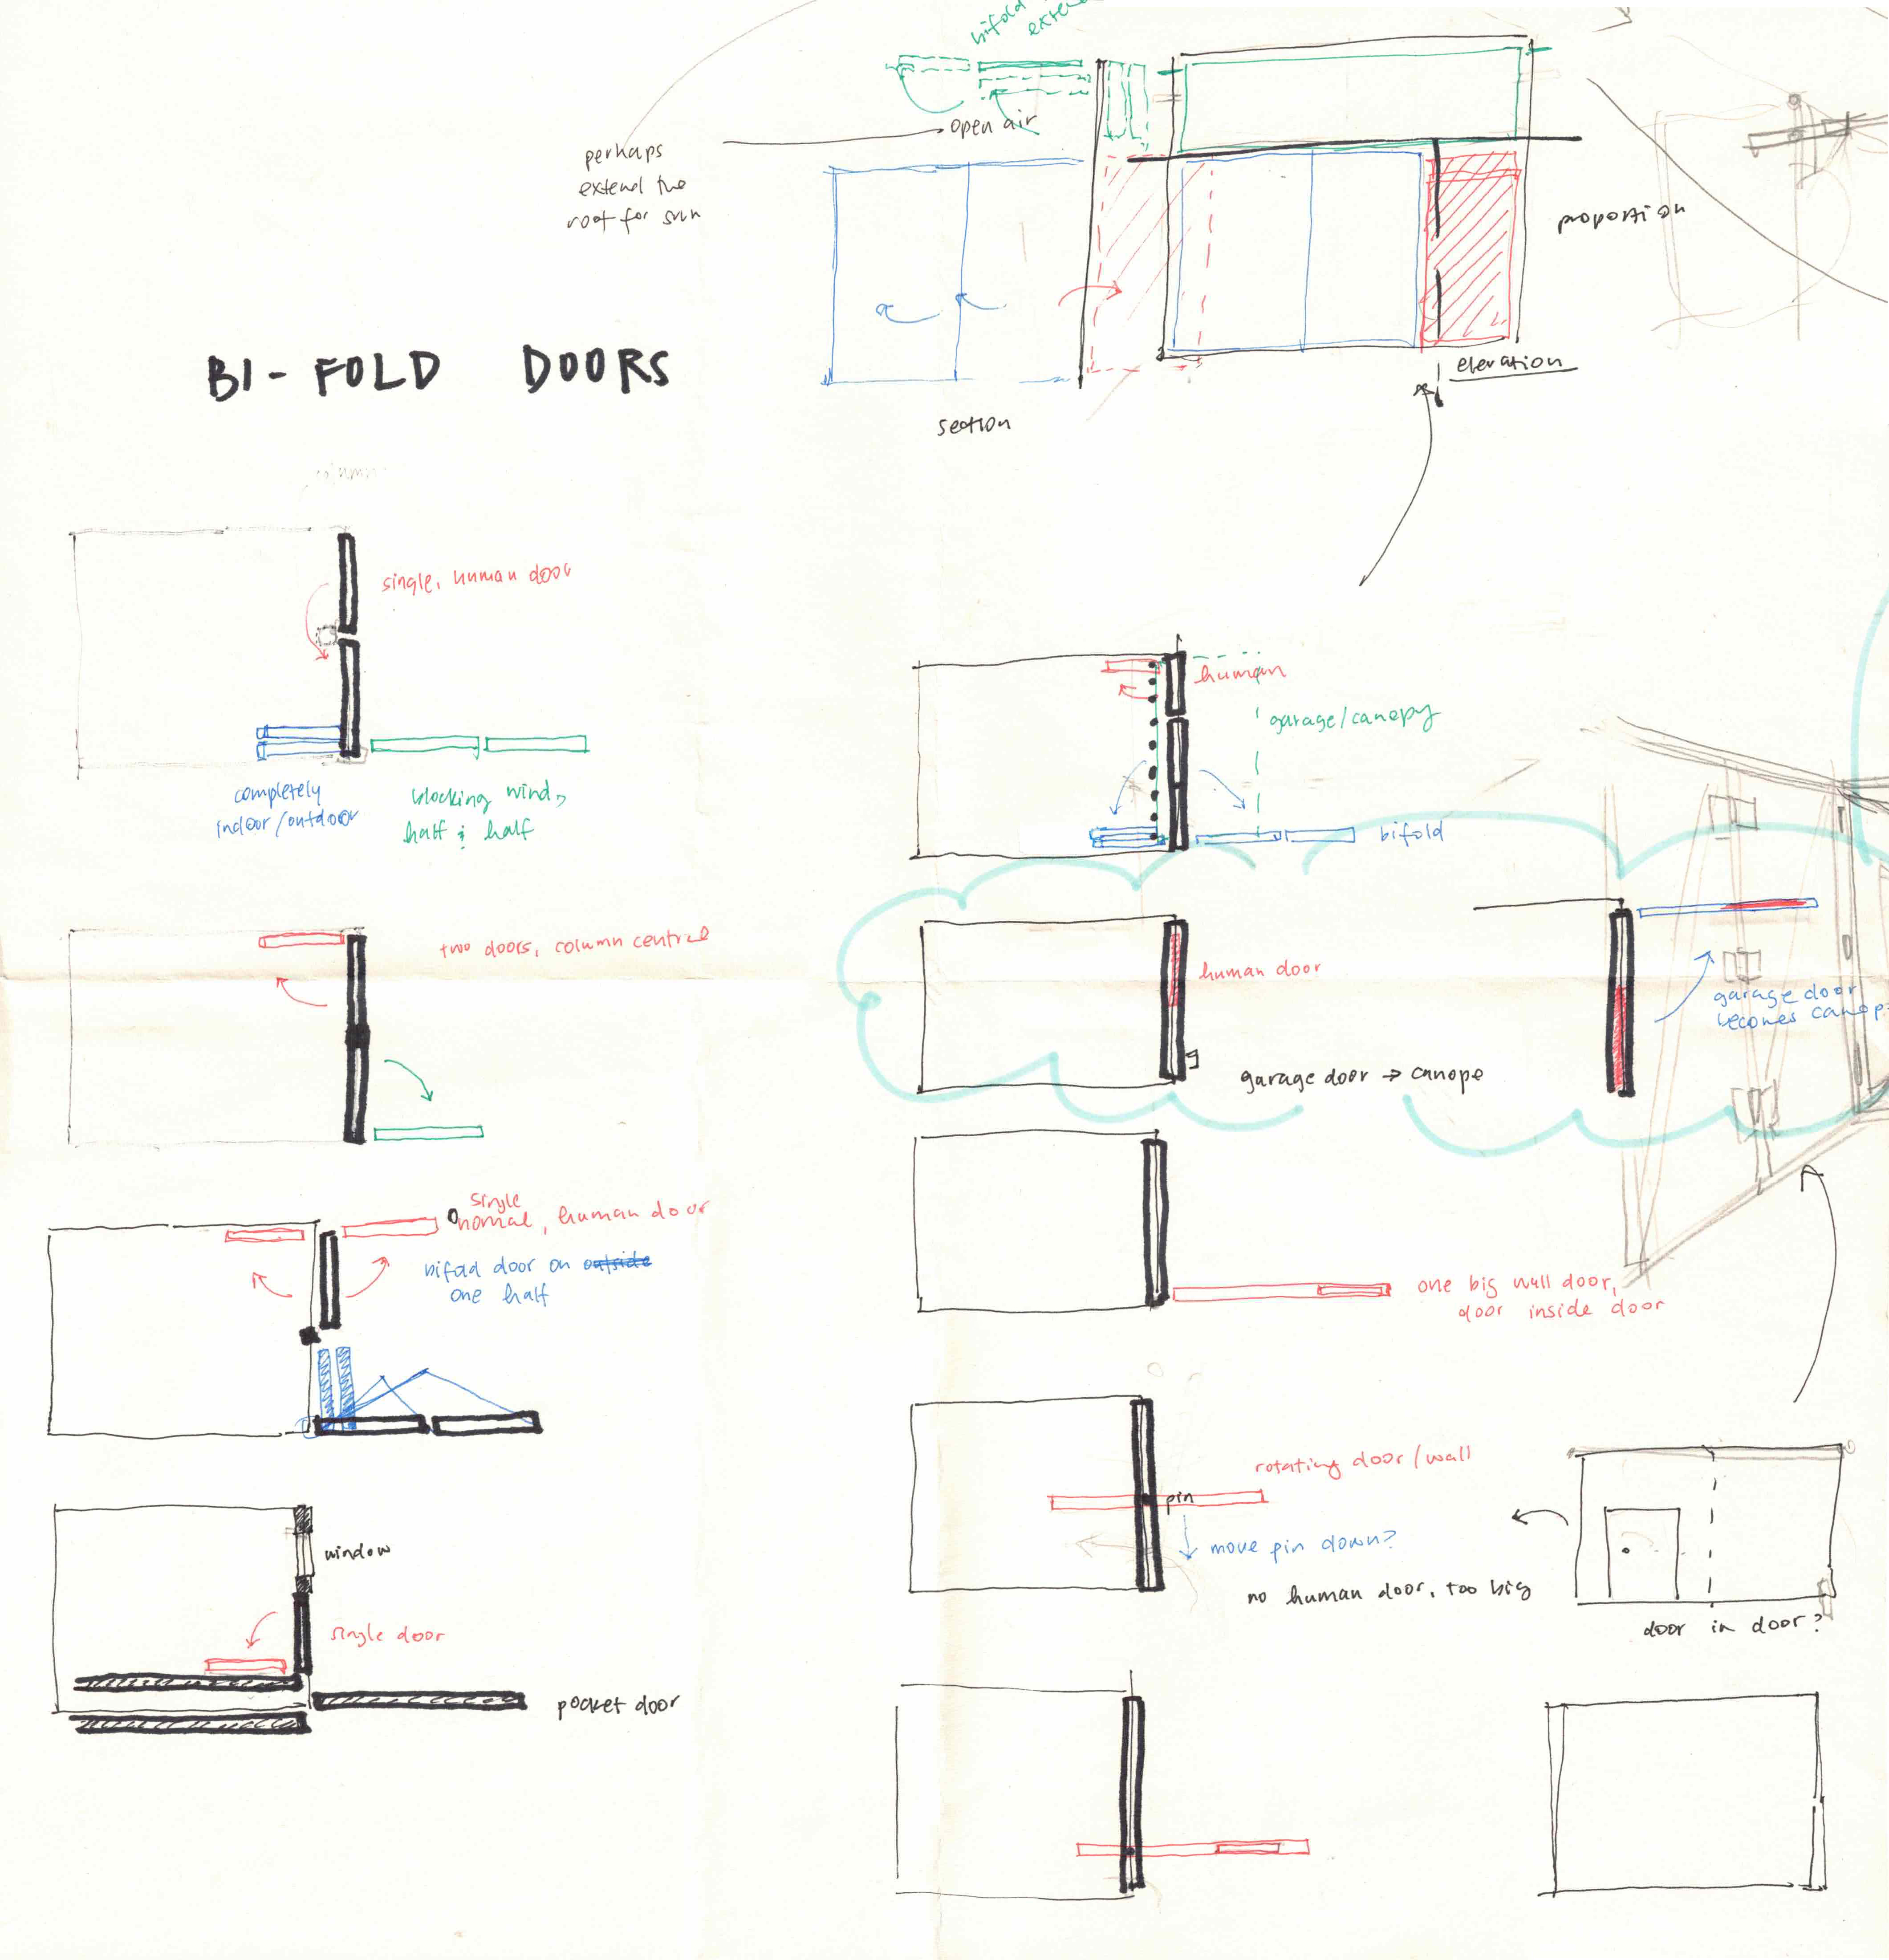 bifold
open air
perhaps
extend the
roof for sun
proportion
elevation
section
BI-FOLD DOORS
single, human door
completely
indoor/outdoor
blocking wind,
half & half
human
garage/canopy
bifold
two doors, column central
human door
garage door → canope
garage door
becomes canop
single
normal, human door
bifold door on outside
one half
one big wall door,
door inside door
rotating door/wall
pin
move pin down?
no human door, too big
door in door?
window
single door
pocket door